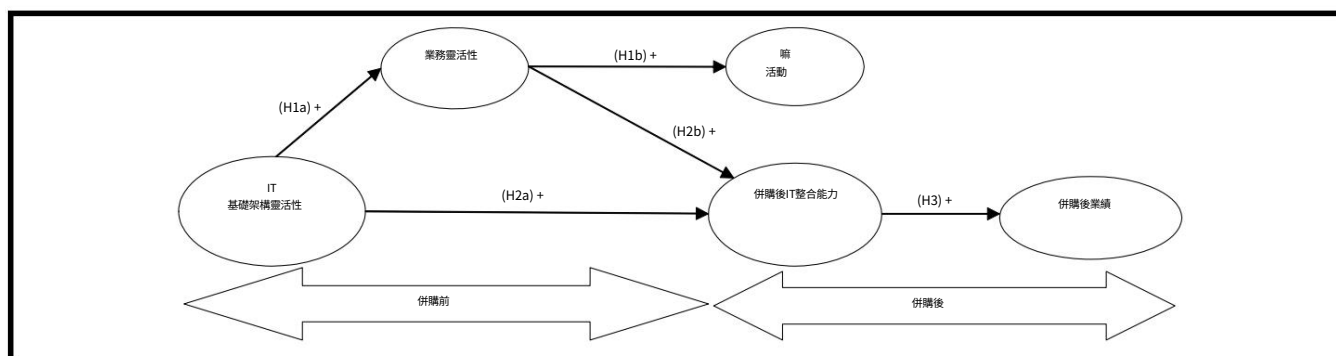 業務靈活性
(H1b) +
嘛
活動
(H1a) +
(H2b) +
IT
基礎架構靈活性
(H2a) +
併購後IT整合能力
(H3) +
併購後業績
併購前
併購後